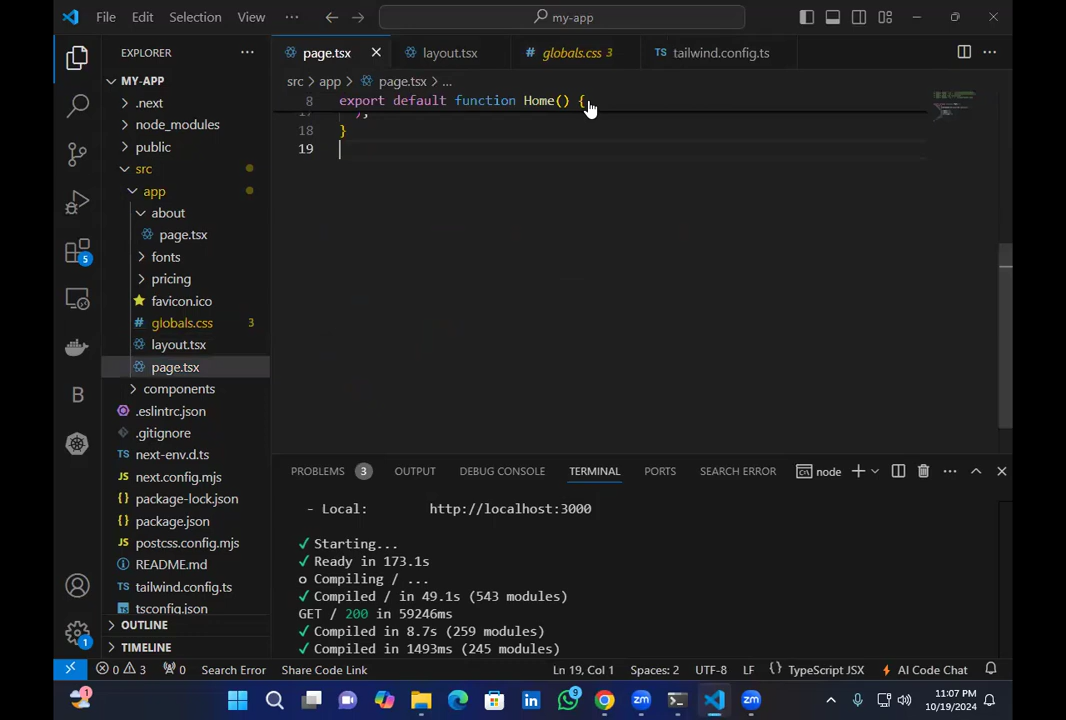 File Edit Selection View ··· my-app
EXPLORER ···
page.tsx layout.tsx globals.css 3 tailwind.config.ts
MY-APP
src > app > page.tsx > ...
.next
8 export default function Home() {
17 );
node_modules
18 }
public
19
src
app
about
page.tsx
fonts
pricing
favicon.ico
globals.css 3
layout.tsx
page.tsx
components
.eslintrc.json
.gitignore
next-env.d.ts
next.config.mjs
package-lock.json
package.json
postcss.config.mjs
README.md
tailwind.config.ts
tsconfig.json
OUTLINE
TIMELINE
5
B
1
PROBLEMS 3 OUTPUT DEBUG CONSOLE TERMINAL PORTS SEARCH ERROR node
- Local: http://localhost:3000
✓ Starting...
✓ Ready in 173.1s
o Compiling / ...
✓ Compiled / in 49.1s (543 modules)
GET / 200 in 59246ms
✓ Compiled in 8.7s (259 modules)
✓ Compiled in 1493ms (245 modules)
0 3 0 Search Error Share Code Link Ln 19, Col 1 Spaces: 2 UTF-8 LF {} TypeScript JSX AI Code Chat
1 9 11:07 PM
10/19/2024